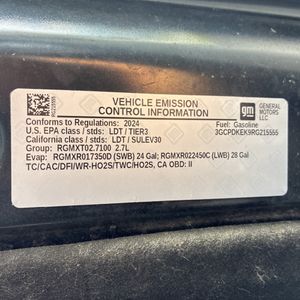 VEHICLE EMISSION
CONTROL INFORMATION
gm
GENERAL
MOTORS
LLC
Conforms to Regulations: 2024
Fuel: Gasoline
U.S. EPA class / stds: LDT / TIER3
3GCPDKEK9RG215555
California class / stds: LDT / SULEV30
Group: RGMXT02.7100 2.7L
Evap: RGMXR017350D (SWB) 24 Gal; RGMXR022450C (LWB) 28 Gal
TC/CAC/DFI/WR-HO2S/TWC/HO2S, CA OBD: II